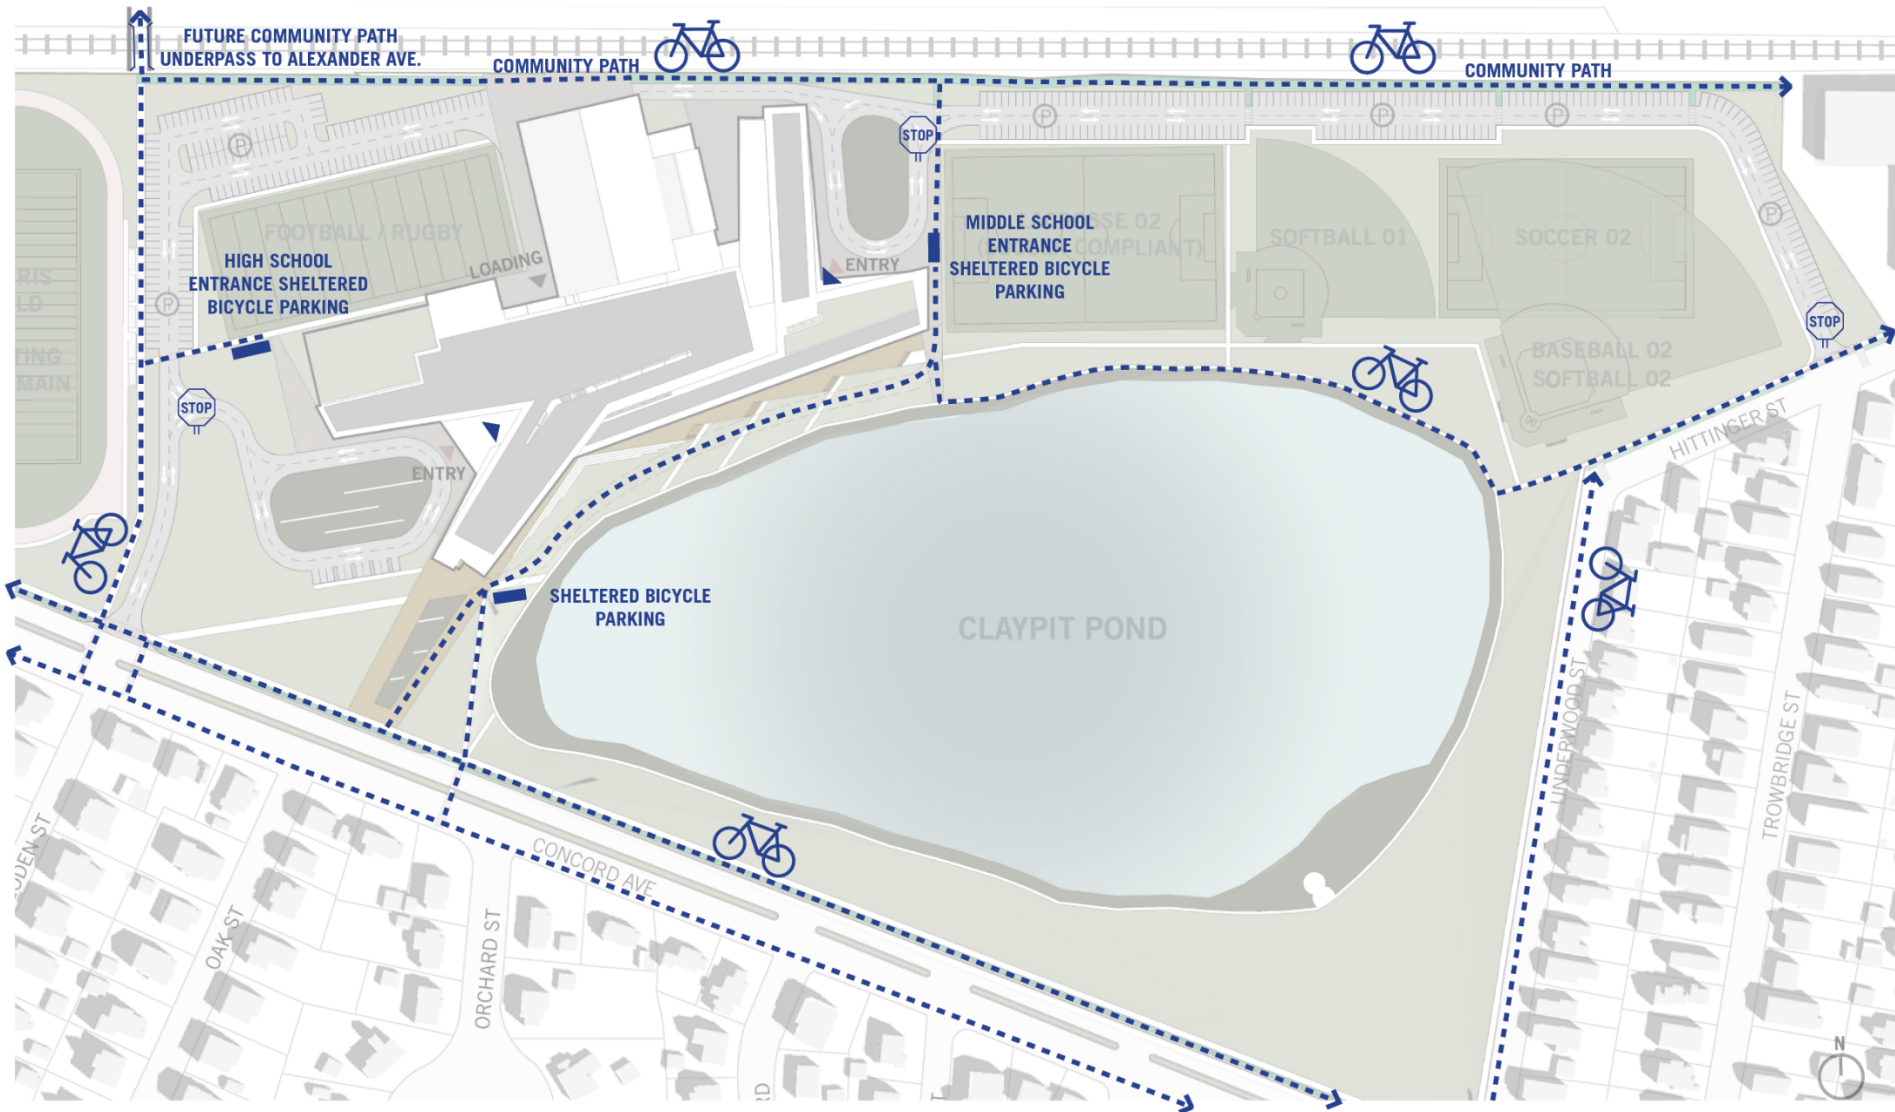 FUTURE COMMUNITY PATH
UNDERPASS TO ALEXANDER AVE.
COMMUNITY PATH
COMMUNITY PATH
P
P
P
P
STOP
P
P
FOOTBALL / RUGBY
HIGH SCHOOL
ENTRANCE SHELTERED
BICYCLE PARKING
LOADING
ENTRY
MIDDLE SCHOOL
ENTRANCE
SHELTERED BICYCLE
PARKING
02
COMPLIANT)
SOFTBALL 01
SOCCER 02
STOP
BASEBALL 02
SOFTBALL 02
STOP
ENTRY
HITTINGER ST
SHELTERED BICYCLE
PARKING
CLAYPIT POND
UNDERWOOD ST
TROWBRIDGE ST
CONCORD AVE
OAK ST
ORCHARD ST
N